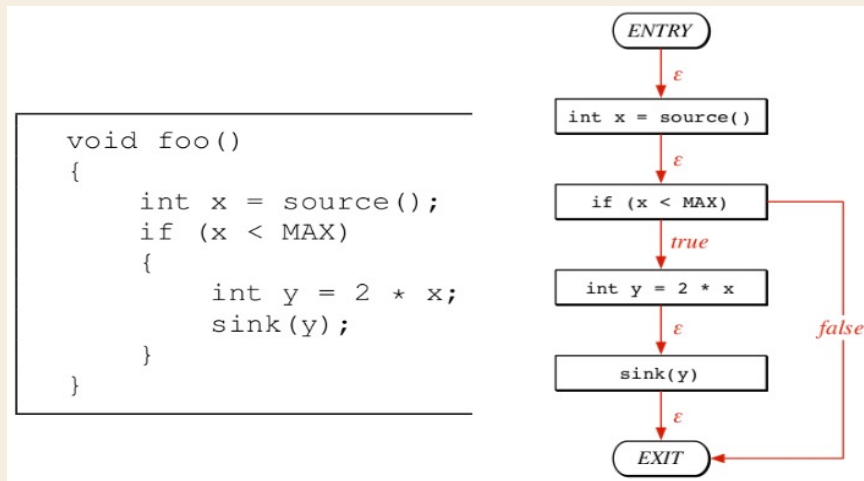 void foo()
{
int x = source();
if (x < MAX)
{
int y = 2 * x;
sink(y);
}
}
ENTRY
ε
int x = source()
ε
if (x < MAX)
true
int y = 2 * x
false
ε
sink(y)
ε
EXIT